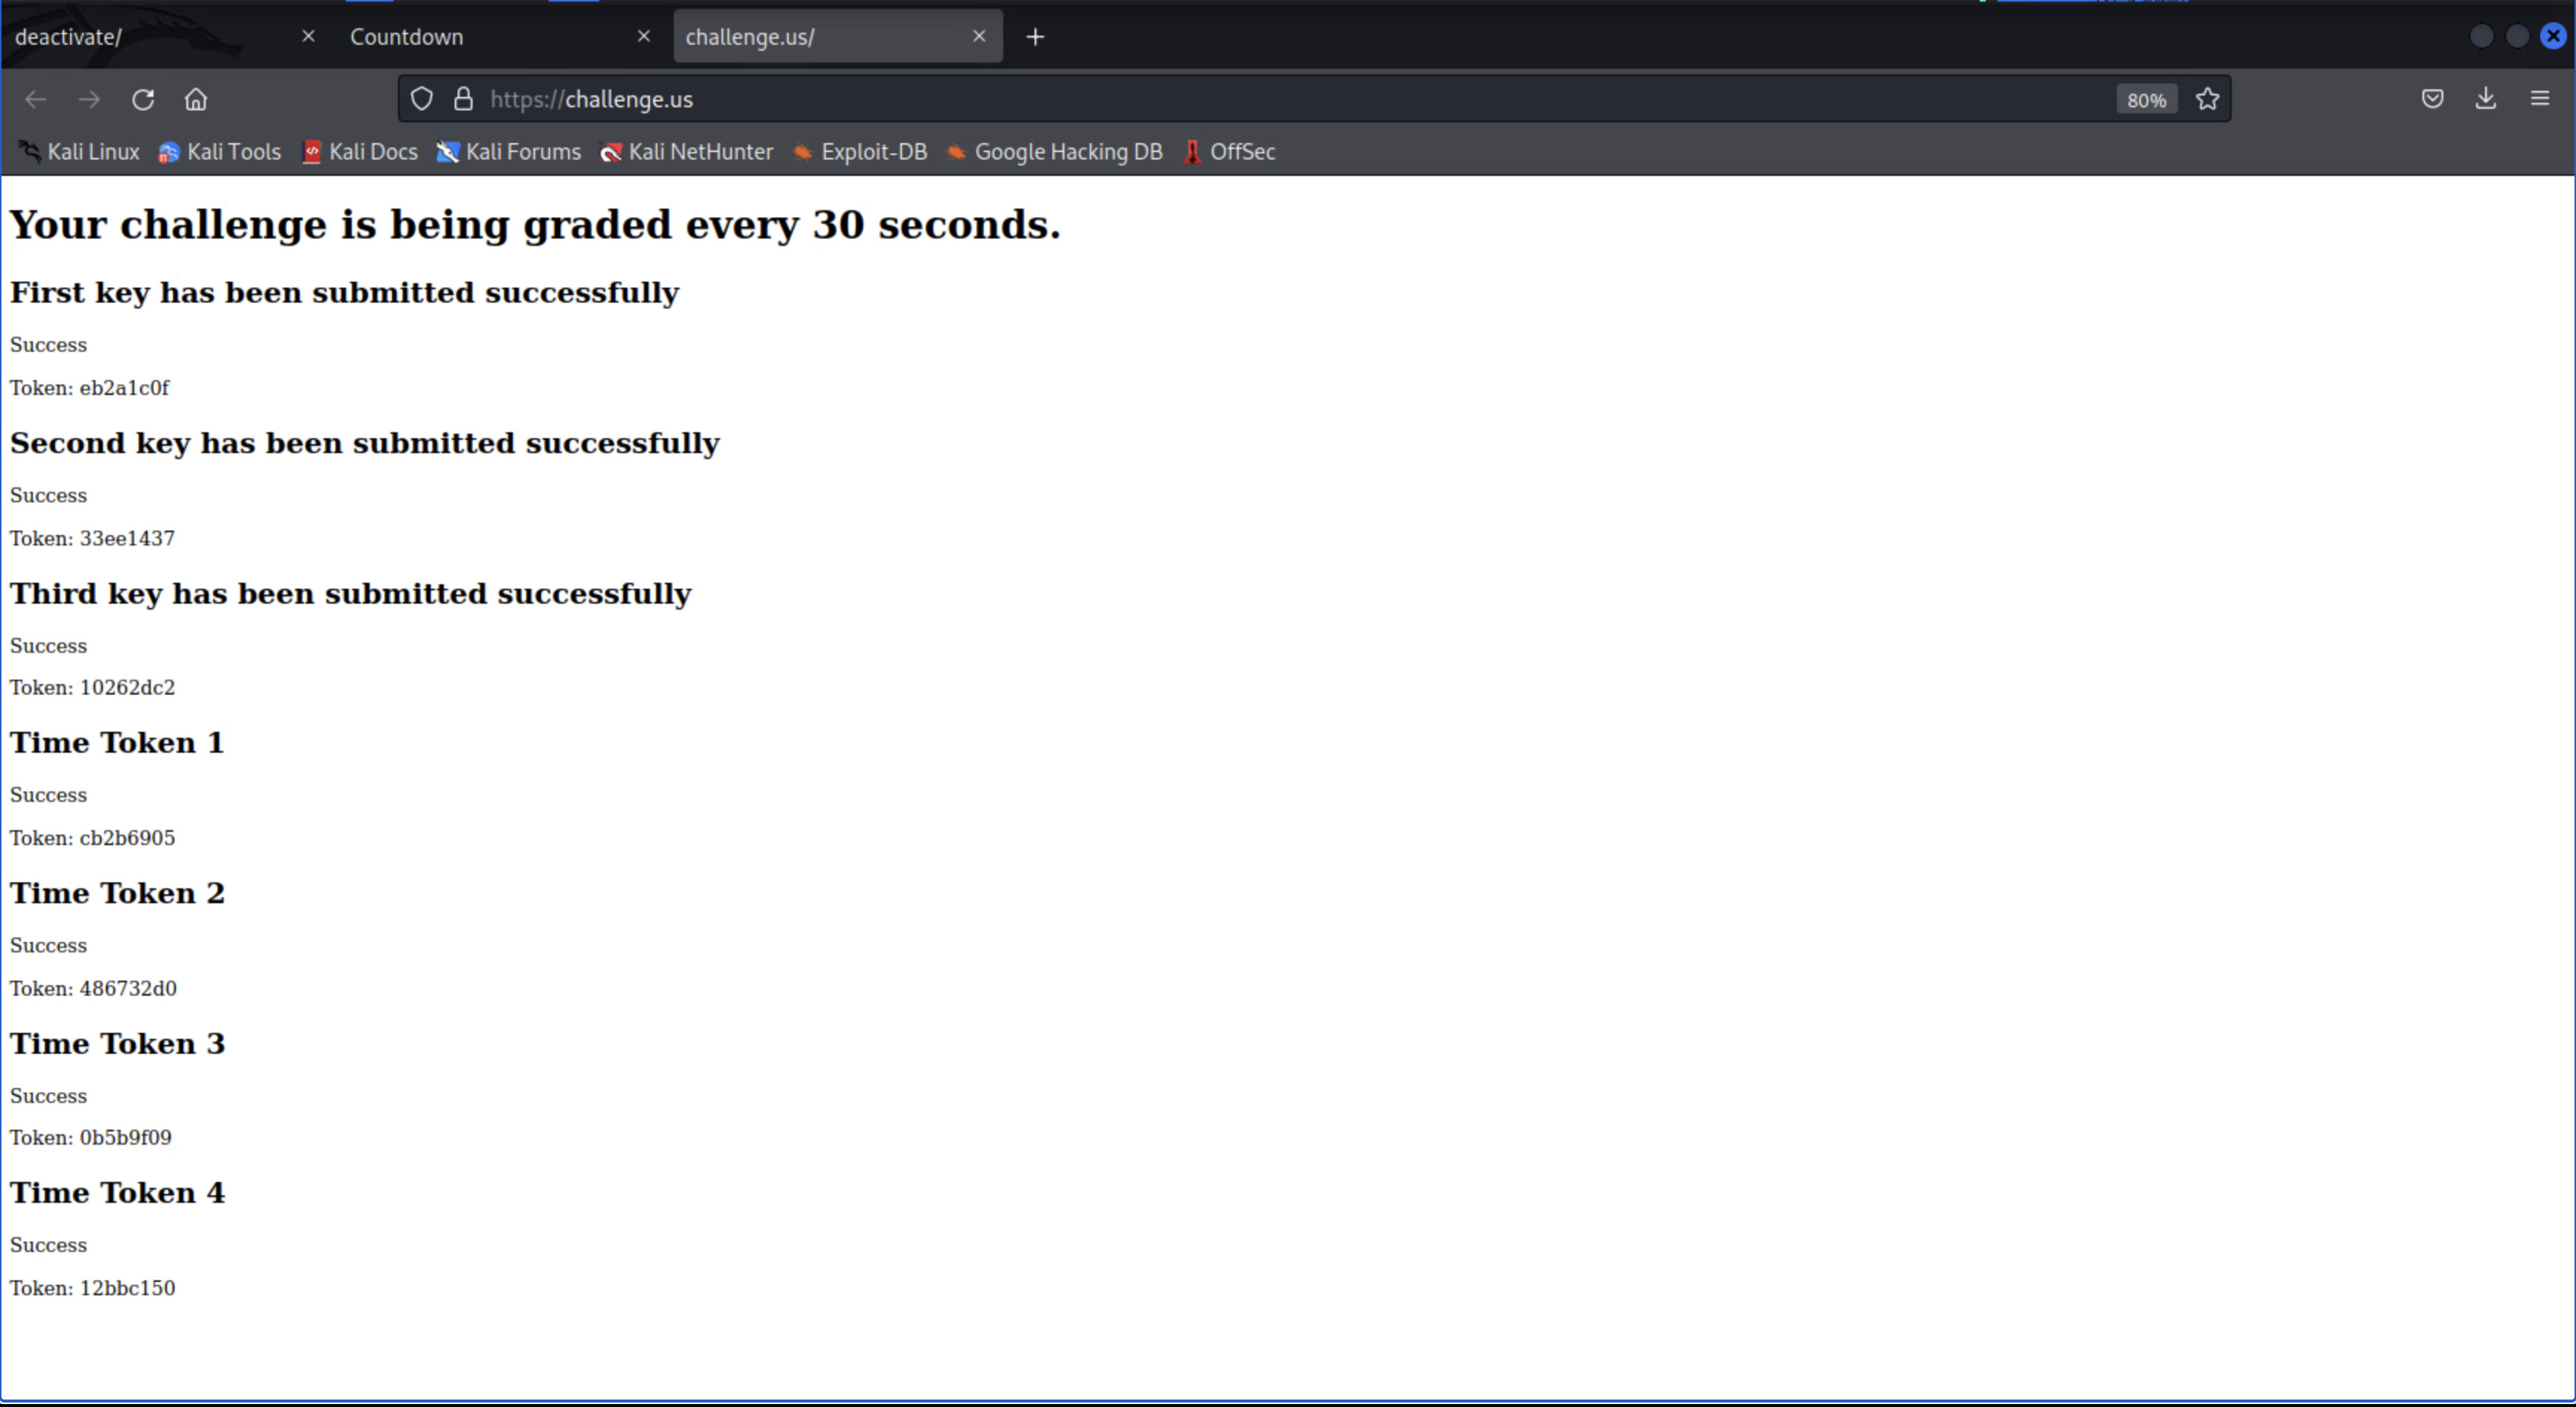 deactivate/ Countdown challenge.us/
https://challenge.us 80%
Kali Linux Kali Tools Kali Docs Kali Forums Kali NetHunter Exploit-DB Google Hacking DB OffSec
Your challenge is being graded every 30 seconds.
First key has been submitted successfully
Success
Token: eb2a1c0f
Second key has been submitted successfully
Success
Token: 33ee1437
Third key has been submitted successfully
Success
Token: 10262dc2
Time Token 1
Success
Token: cb2b6905
Time Token 2
Success
Token: 486732d0
Time Token 3
Success
Token: 0b5b9f09
Time Token 4
Success
Token: 12bbc150